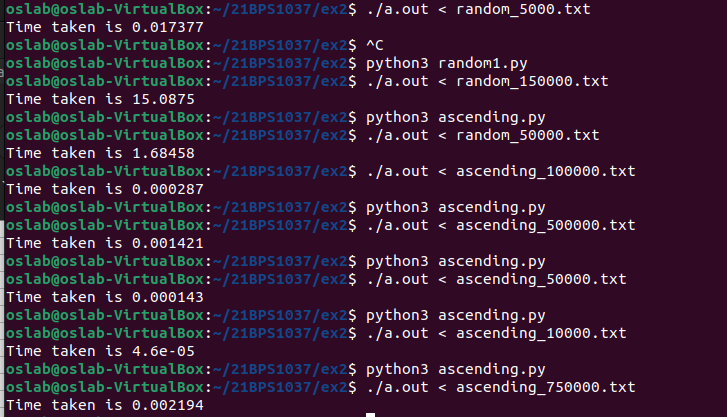 oslab@oslab-VirtualBox:~/21BPS1037/ex2$ ./a.out < random_5000.txt
Time taken is 0.017377
oslab@oslab-VirtualBox:~/21BPS1037/ex2$ ^C
oslab@oslab-VirtualBox:~/21BPS1037/ex2$ python3 random1.py
oslab@oslab-VirtualBox:~/21BPS1037/ex2$ ./a.out < random_150000.txt
Time taken is 15.0875
oslab@oslab-VirtualBox:~/21BPS1037/ex2$ python3 ascending.py
oslab@oslab-VirtualBox:~/21BPS1037/ex2$ ./a.out < random_50000.txt
Time taken is 1.68458
oslab@oslab-VirtualBox:~/21BPS1037/ex2$ ./a.out < ascending_100000.txt
Time taken is 0.000287
oslab@oslab-VirtualBox:~/21BPS1037/ex2$ python3 ascending.py
oslab@oslab-VirtualBox:~/21BPS1037/ex2$ ./a.out < ascending_500000.txt
Time taken is 0.001421
oslab@oslab-VirtualBox:~/21BPS1037/ex2$ python3 ascending.py
oslab@oslab-VirtualBox:~/21BPS1037/ex2$ ./a.out < ascending_50000.txt
Time taken is 0.000143
oslab@oslab-VirtualBox:~/21BPS1037/ex2$ python3 ascending.py
oslab@oslab-VirtualBox:~/21BPS1037/ex2$ ./a.out < ascending_10000.txt
Time taken is 4.6e-05
oslab@oslab-VirtualBox:~/21BPS1037/ex2$ python3 ascending.py
oslab@oslab-VirtualBox:~/21BPS1037/ex2$ ./a.out < ascending_750000.txt
Time taken is 0.002194